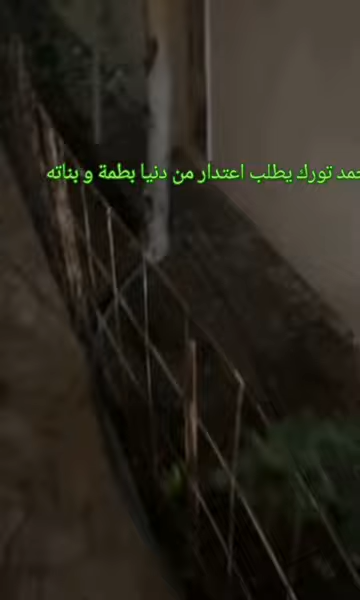 حمد تورك يطلب اعتدار من دنيا بطمة و بناته